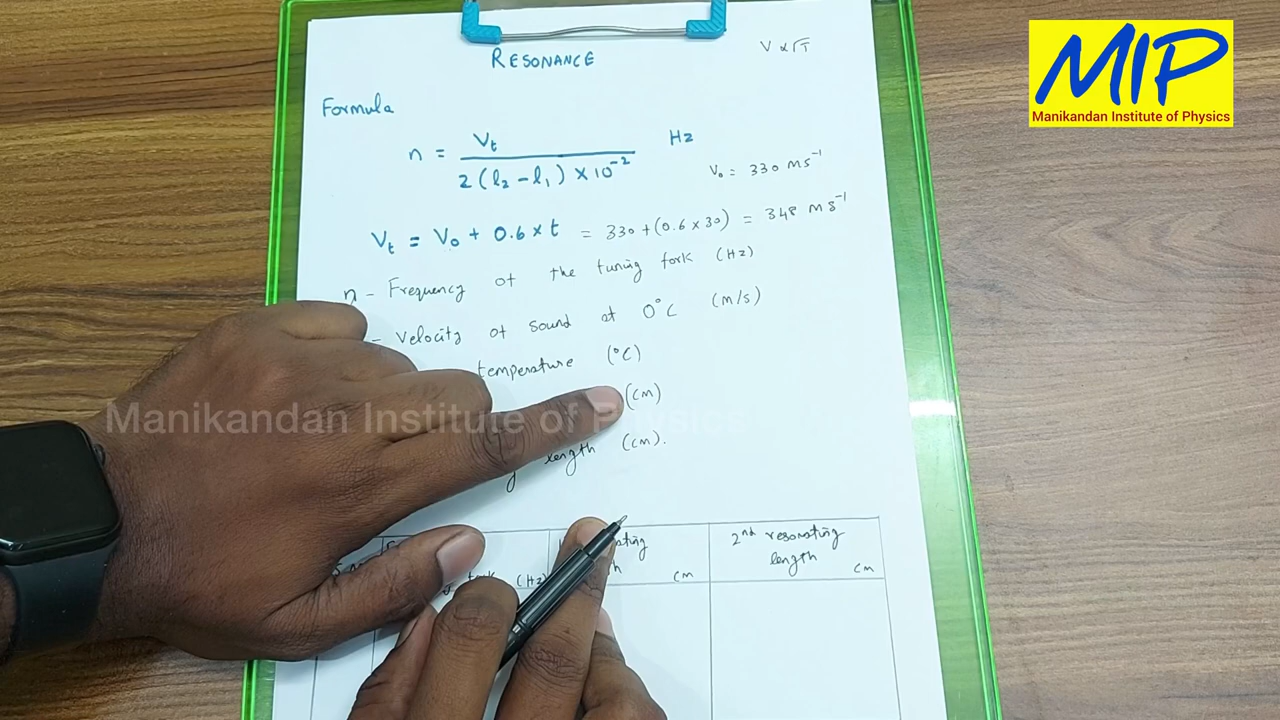 RESONANCE
V ∝ √T
Formula
n = Vt / 2 (l2 - l1) × 10⁻² Hz
V0 = 330 ms⁻¹
Vt = V0 + 0.6 × t = 330 + (0.6 × 30) = 348 ms⁻¹
n - Frequency of the tuning fork (Hz)
- Velocity of sound at 0°C (m/s)
temperature (°C)
(cm)
length (cm).
(Hz)
cm
2nd resonating
length
cm
MIP
Manikandan Institute of Physics
Manikandan Institute of Physics